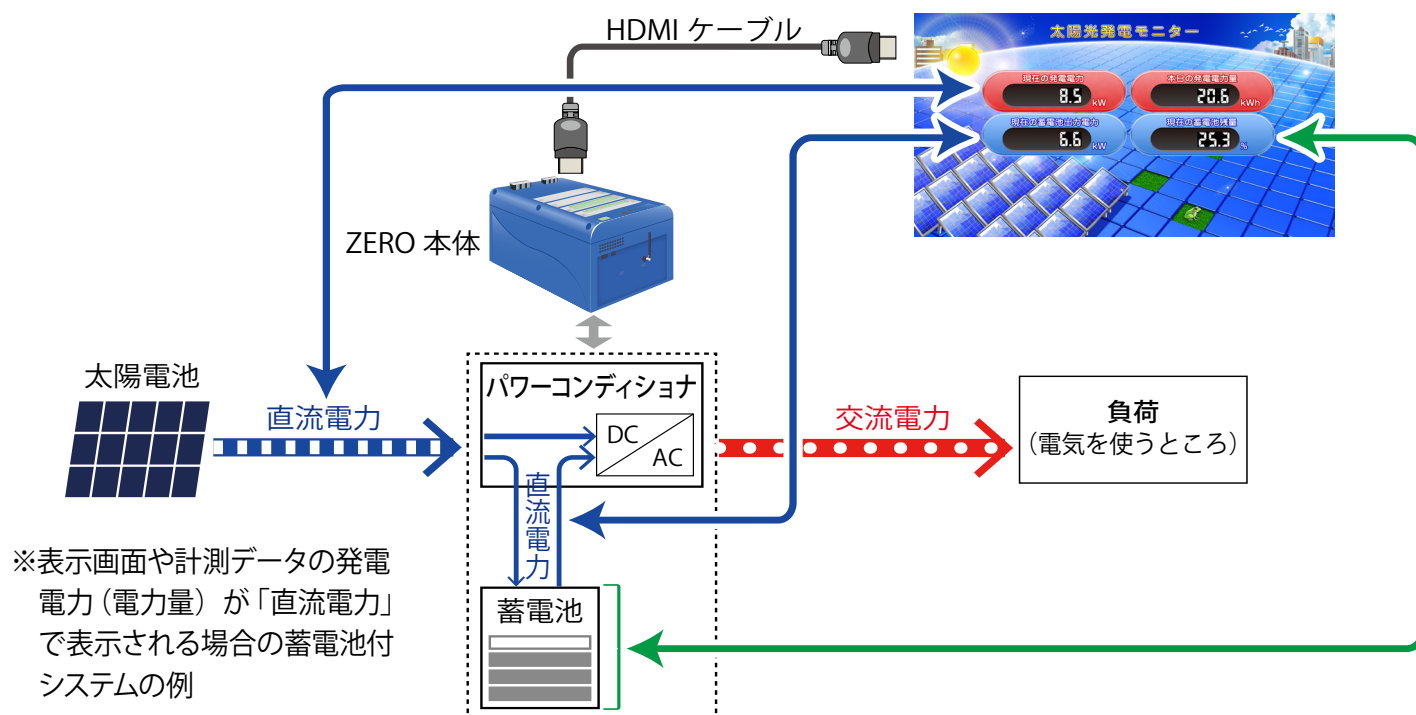 HDMI ケーブル
太陽光発電モニター
現在の発電電力
8.5 kW
本日の発電電力量
20.6 kWh
現在の蓄電池出力電力
6.6 kW
現在の蓄電池残量
25.3 %
ZERO 本体
太陽電池
直流電力
パワーコンディショナ
DC
AC
交流電力
負荷
（電気を使うところ）
直流電力
蓄電池
※表示画面や計測データの発電
電力（電力量）が「直流電力」
で表示される場合の蓄電池付
システムの例